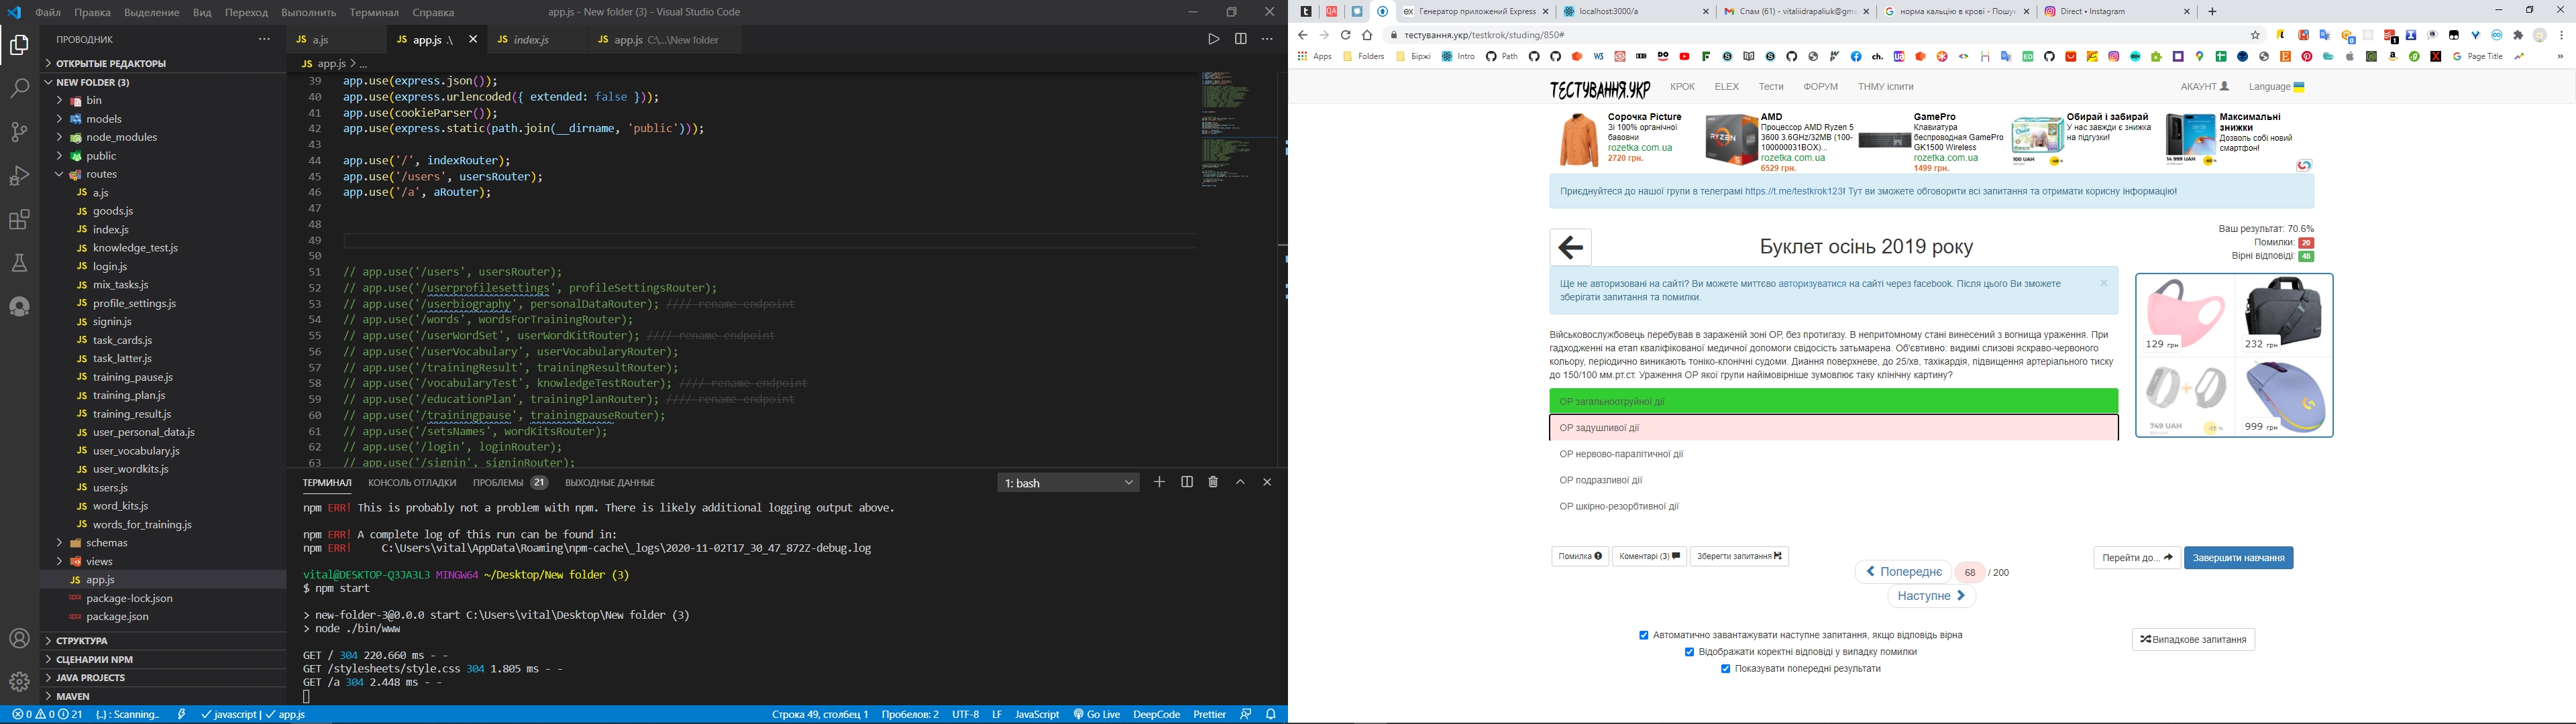 Файл Правка Выделение Вид Переход Выполнить Терминал Справка
app.js - New folder (3) - Visual Studio Code
ПРОВОДНИК
ОТКРЫТЫЕ РЕДАКТОРЫ
NEW FOLDER (3)
bin
models
node_modules
public
routes
JS a.js
JS goods.js
JS index.js
JS knowledge_test.js
JS login.js
JS mix_tasks.js
JS profile_settings.js
JS signin.js
JS task_cards.js
JS task_latter.js
JS training_pause.js
JS training_plan.js
JS training_result.js
JS user_personal_data.js
JS user_vocabulary.js
JS user_wordkits.js
JS users.js
JS word_kits.js
JS words_for_training.js
schemas
views
JS app.js
package-lock.json
package.json
СТРУКТУРА
СЦЕНАРИИ NPM
JAVA PROJECTS
MAVEN
JS a.js
JS app.js .\
JS index.js
JS app.js C:\...\New folder
JS app.js > ...
39 app.use(express.json());
40 app.use(express.urlencoded({ extended: false }));
41 app.use(cookieParser());
42 app.use(express.static(path.join(__dirname, 'public')));
43
44 app.use('/', indexRouter);
45 app.use('/users', usersRouter);
46 app.use('/a', aRouter);
47
48
49
50
51 // app.use('/users', usersRouter);
52 // app.use('/userprofilesettings', profileSettingsRouter);
53 // app.use('/userbiography', personalDataRouter); //// rename endpoint
54 // app.use('/words', wordsForTrainingRouter);
55 // app.use('/userWordSet', userWordKitRouter); //// rename endpoint
56 // app.use('/userVocabulary', userVocabularyRouter);
57 // app.use('/trainingResult', trainingResultRouter);
58 // app.use('/vocabularyTest', knowledgeTestRouter); //// rename endpoint
59 // app.use('/educationPlan', trainingPlanRouter); //// rename endpoint
60 // app.use('/trainingpause', trainingpauseRouter);
61 // app.use('/setsNames', wordKitsRouter);
62 // app.use('/login', loginRouter);
63 // app.use('/signin', signinRouter);
ТЕРМИНАЛ КОНСОЛЬ ОТЛАДКИ ПРОБЛЕМЫ 21 ВЫХОДНЫЕ ДАННЫЕ
1: bash
npm ERR! This is probably not a problem with npm. There is likely additional logging output above.
npm ERR! A complete log of this run can be found in:
npm ERR! C:\Users\vital\AppData\Roaming\npm-cache\_logs\2020-11-02T17_30_47_872Z-debug.log
vital@DESKTOP-Q3JA3L3 MINGW64 ~/Desktop/New folder (3)
$ npm start
> new-folder-3@0.0.0 start C:\Users\vital\Desktop\New folder (3)
> node ./bin/www
GET / 304 220.660 ms - -
GET /stylesheets/style.css 304 1.805 ms - -
GET /a 304 2.448 ms - -
0 0 21 {..} : Scanning.. javascript | app.js
Строка 49, столбец 1 Пробелов: 2 UTF-8 LF JavaScript Go Live DeepCode Prettier
Генератор приложений Express
localhost:3000/a
Спам (61) - vitaliidrapaliuk@gma
норма кальцію в крові - Пошук
Direct • Instagram
тестування.укр/testkrok/studing/850#
Apps Folders Біржі Intro Path
Page Title
ТЕСТУВАННЯ.УКР
КРОК ELEX Тести ФОРУМ ТНМУ іспити
АКАУНТ Language
Сорочка Picture
Зі 100% органічної
бавовни
rozetka.com.ua
2720 грн.
AMD
Процессор AMD Ryzen 5
3600 3.6GHz/32MB (100-
100000031BOX)...
rozetka.com.ua
6529 грн.
GamePro
Клавиатура
беспроводная GamePro
GK1500 Wireless
rozetka.com.ua
1499 грн.
Обирай і забирай
У нас завжди є знижка
на підгузки!
Максимальні
знижки
Дозволь собі новий
смартфон!
Приєднуйтеся до нашої групи в телеграмі https://t.me/testkrok123! Тут ви зможете обговорити всі запитання та отримати корисну інформацію!
Буклет осінь 2019 року
Ваш результат: 70.6%
Помилки: 20
Вірні відповіді: 48
Ще не авторизовані на сайті? Ви можете миттєво авторизуватися на сайті через facebook. Після цього Ви зможете
зберігати запитання та помилки.
Військовослужбовець перебував в зараженій зоні ОР, без протигазу. В непритомному стані винесений з вогнища ураження. При
гадходженні на етап кваліфікованої медичної допомоги свідосість затьмарена. Об'єктивно: видимі слизові яскраво-червоного
кольору, періодично виникають тоніко-клонічні судоми. Диання поверхневе, до 25/хв, тахікардія, підвищення артеріального тиску
до 150/100 мм.рт.ст. Ураження ОР якої групи найімовірніше зумовлює таку клінічну картину?
ОР загальноотруйної дії
ОР задушливої дії
ОР нервово-паралітичної дії
ОР подразливої дії
ОР шкірно-резорбтивної дії
129 грн
232 грн
749 UAH
999 грн
Помилка Коментарі (3) Зберегти запитання
Перейти до... Завершити навчання
Попереднє 68 / 200
Наступне
Автоматично завантажувати наступне запитання, якщо відповідь вірна
Відображати коректні відповіді у випадку помилки
Показувати попередні результати
Випадкове запитання